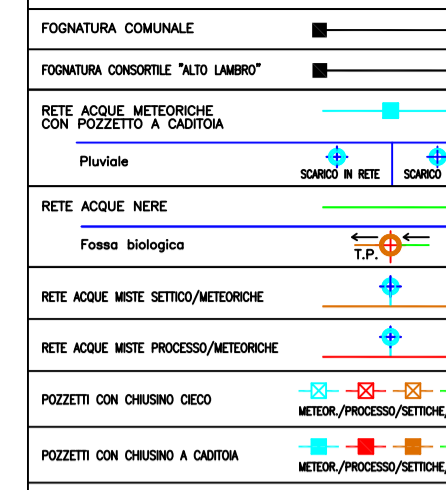 FOGNATURA COMUNALE
FOGNATURA CONSORTILE "ALTO LAMBRO"
RETE ACQUE METEORICHE
CON POZZETTO A CADITOIA
Pluviale
SCARICO IN RETE SCARICO
RETE ACQUE NERE
Fossa biologica
T.P.
RETE ACQUE MISTE SETTICO/METEORICHE
RETE ACQUE MISTE PROCESSO/METEORICHE
POZZETTI CON CHIUSINO CIECO
METEOR./PROCESSO/SETTICHE/
POZZETTI CON CHIUSINO A CADITOIA
METEOR./PROCESSO/SETTICHE/